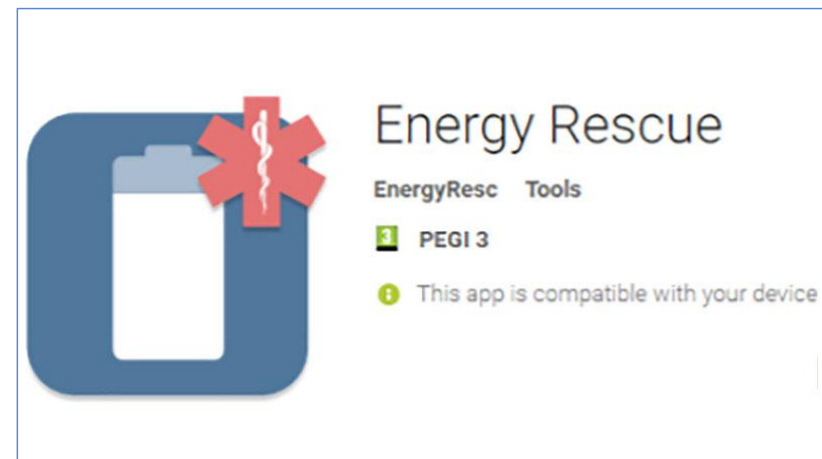 Energy Rescue
EnergyResc Tools
3 PEGI 3
This app is compatible with your device